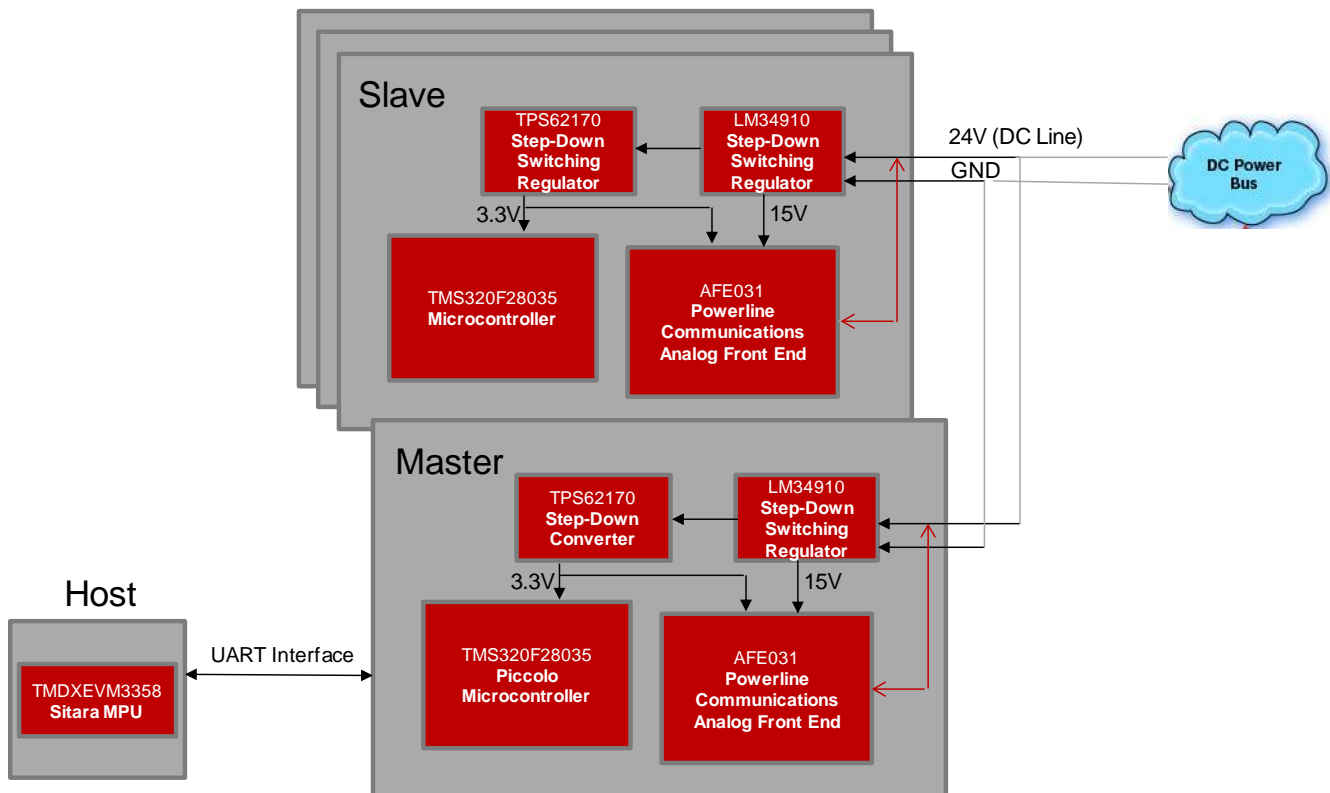 Slave
TPS62170
Step-Down
Switching
Regulator
LM34910
Step-Down
Switching
Regulator
24V (DC Line)
GND
DC Power
Bus
3.3V
15V
TMS320F28035
Microcontroller
AFE031
Powerline
Communications
Analog Front End
Master
TPS62170
Step-Down
Converter
LM34910
Step-Down
Switching
Regulator
3.3V
15V
TMS320F28035
Piccolo
Microcontroller
AFE031
Powerline
Communications
Analog Front End
Host
UART Interface
TMDXEVM3358
Sitara MPU